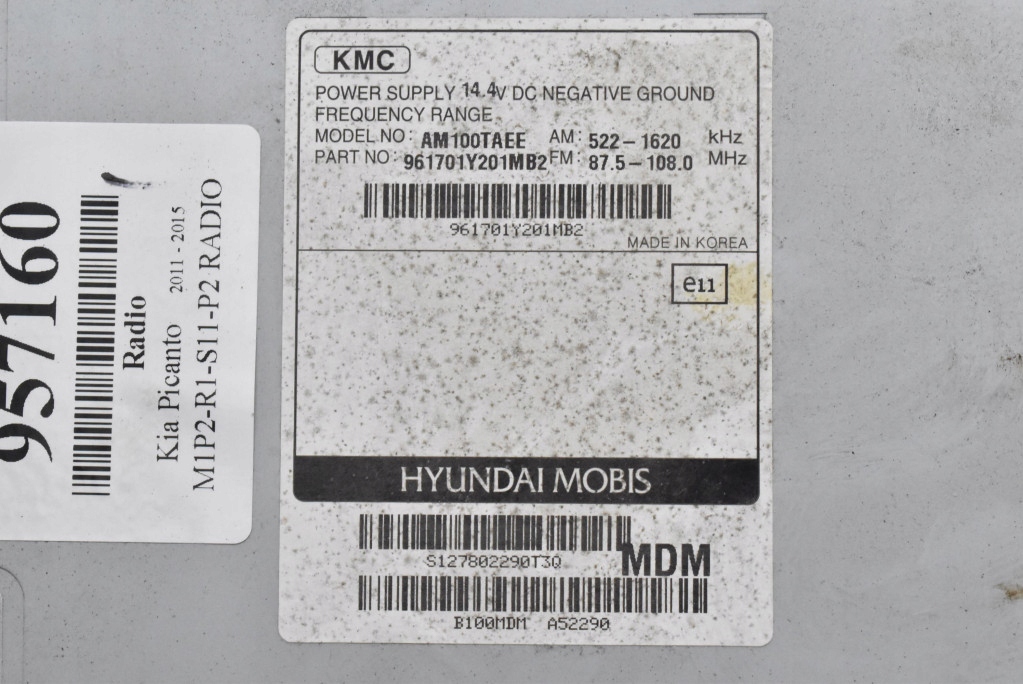 957160
Radio
Kia Picanto 2011 - 2015
M1P2-R1-S11-P2 RADIO
KMC
POWER SUPPLY 14.4V DC NEGATIVE GROUND
FREQUENCY RANGE
MODEL NO: AM100TAEE AM: 522-1620 kHz
PART NO: 961701Y201MB2 FM: 87.5-108.0 MHz
961701Y201MB2
MADE IN KOREA
e11
HYUNDAI MOBIS
S127802290T3Q
MDM
B100MDM A52290